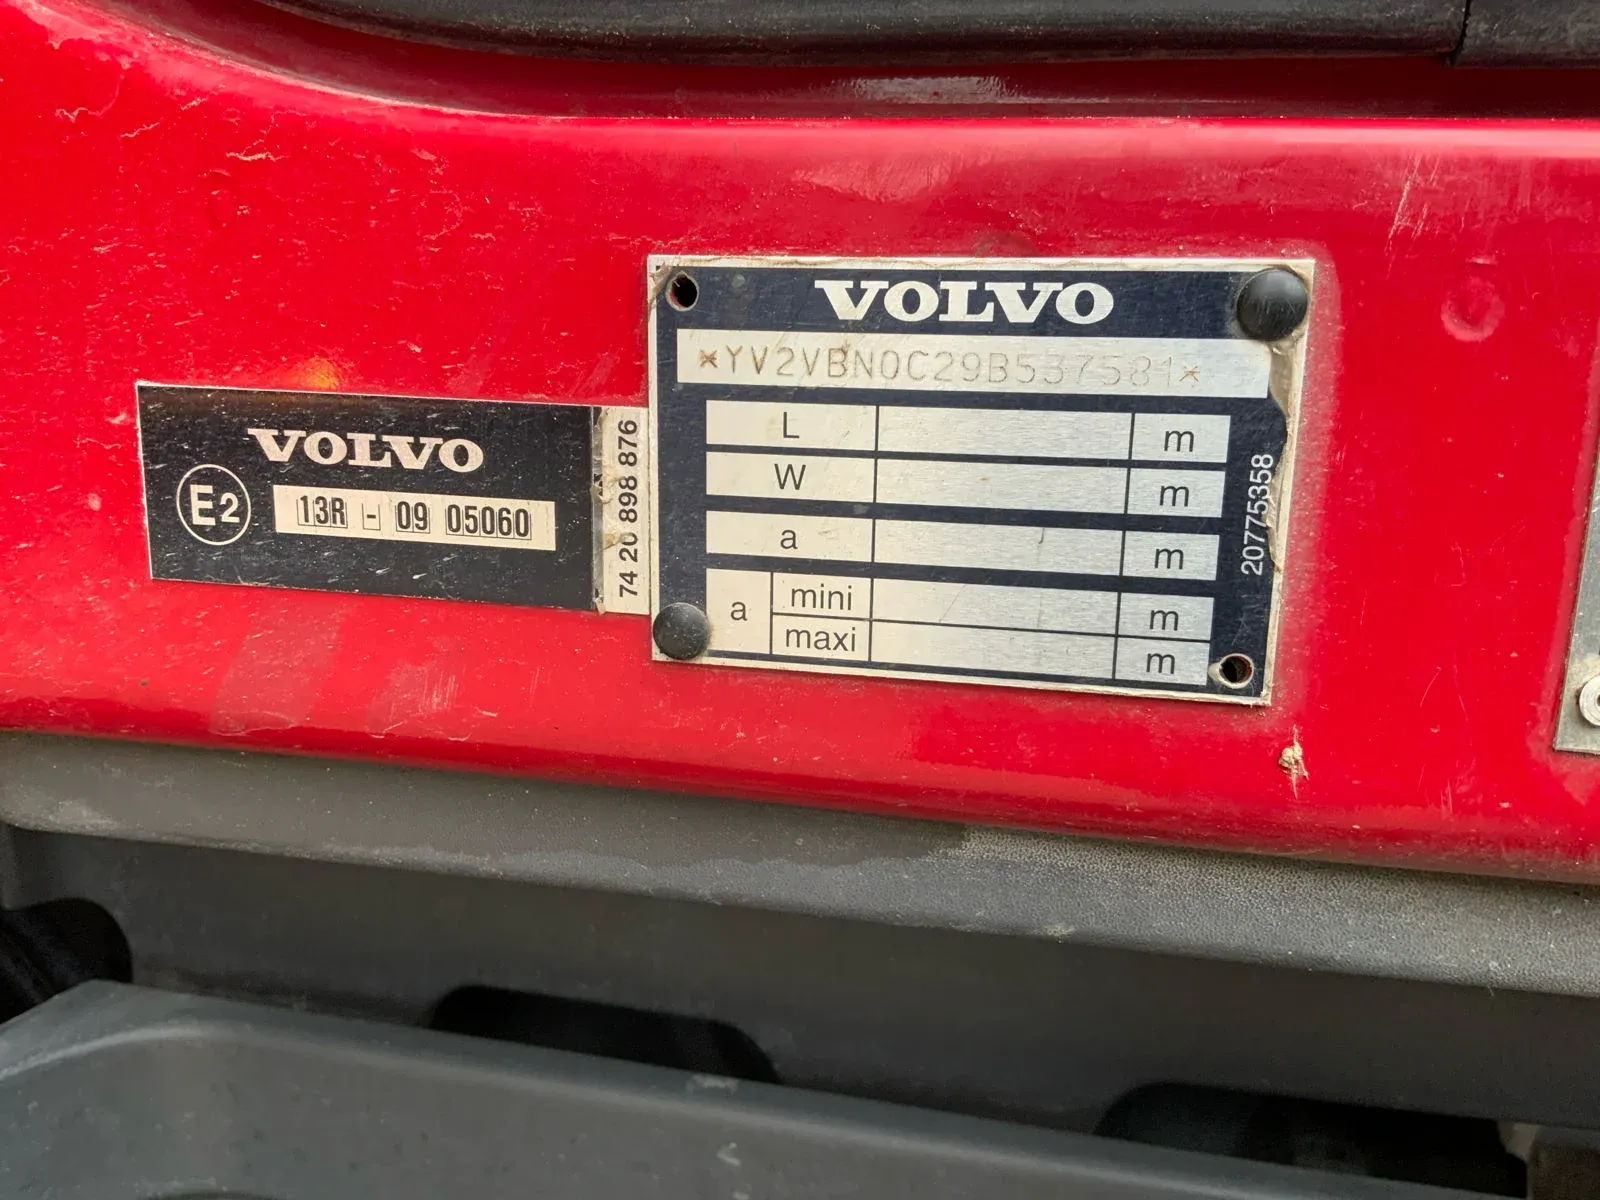 VOLVO
E2
13R - 09 05060
74 20 898 876
VOLVO
*YV2VBN0C29B537581*
L m
W m
a m
a mini m
maxi m
20775358